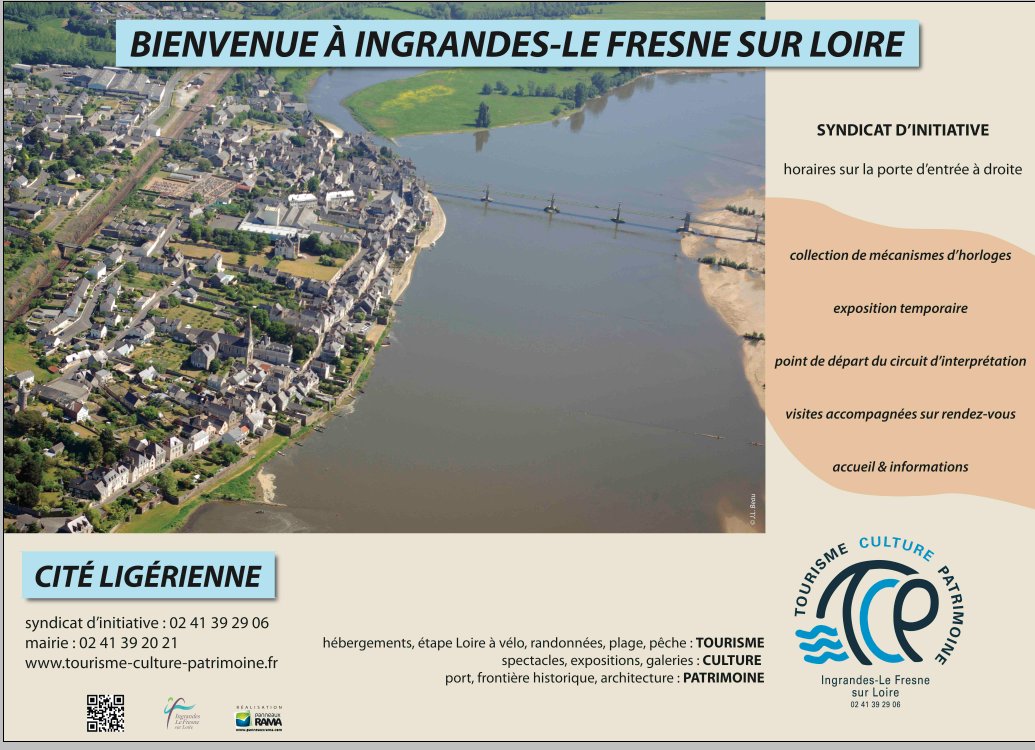 BIENVENUE À INGRANDES-LE FRESNE SUR LOIRE
SYNDICAT D'INITIATIVE
horaires sur la porte d'entrée à droite
collection de mécanismes d'horloges
exposition temporaire
point de départ du circuit d'interprétation
visites accompagnées sur rendez-vous
accueil & informations
© J.L. Beau
CITÉ LIGÉRIENNE
syndicat d'initiative : 02 41 39 29 06
mairie : 02 41 39 20 21
www.tourisme-culture-patrimoine.fr
hébergements, étape Loire à vélo, randonnées, plage, pêche : TOURISME
spectacles, expositions, galeries : CULTURE
port, frontière historique, architecture : PATRIMOINE
TOURISME CULTURE PATRIMOINE
TCP
Ingrandes-Le Fresne
sur Loire
02 41 39 29 06
Ingrandes
Le Fresne
sur Loire
RÉALISATION
panneaux
RAMA
www.panneauxrama.com